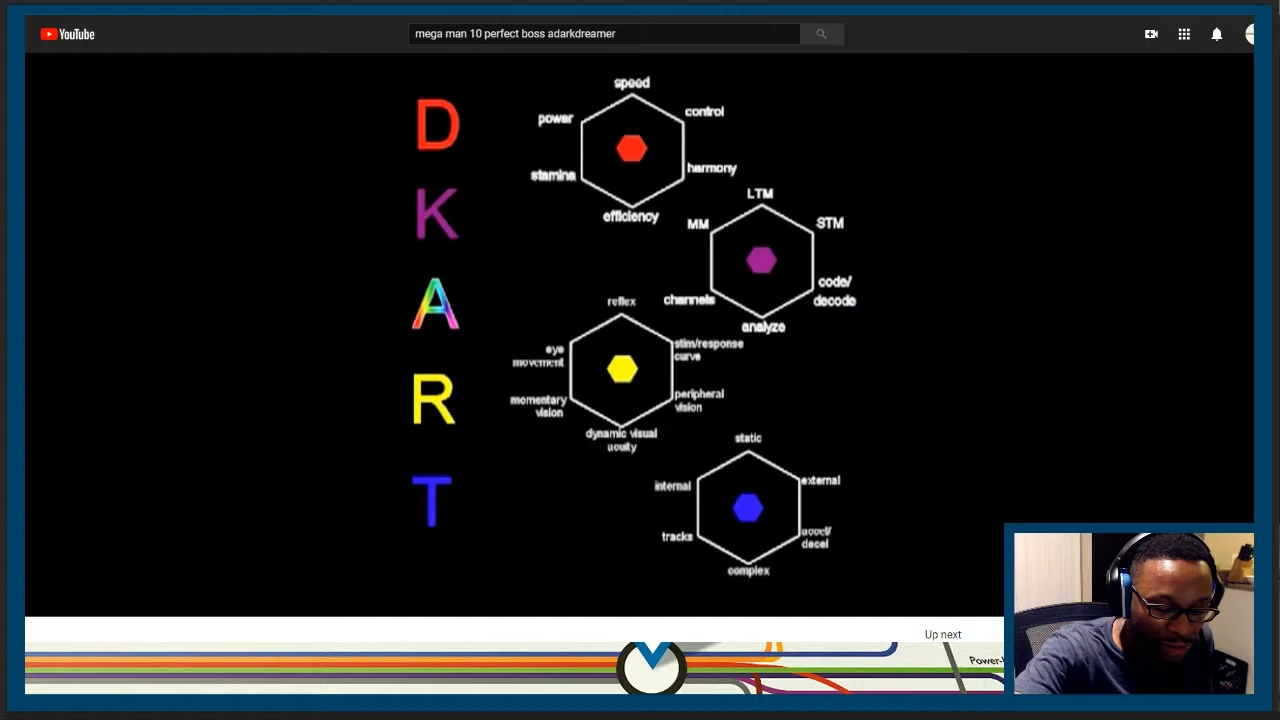 YouTube
mega man 10 perfect boss adarkdreamer
D
speed
power
control
stamina
harmony
efficiency
K
LTM
MM
STM
channels
code/
decode
analyze
A
reflex
eye
movement
stim/response
curve
R
momentary
vision
peripheral
vision
dynamic visual
acuity
T
static
internal
external
tracks
accel/
decel
complex
Up next